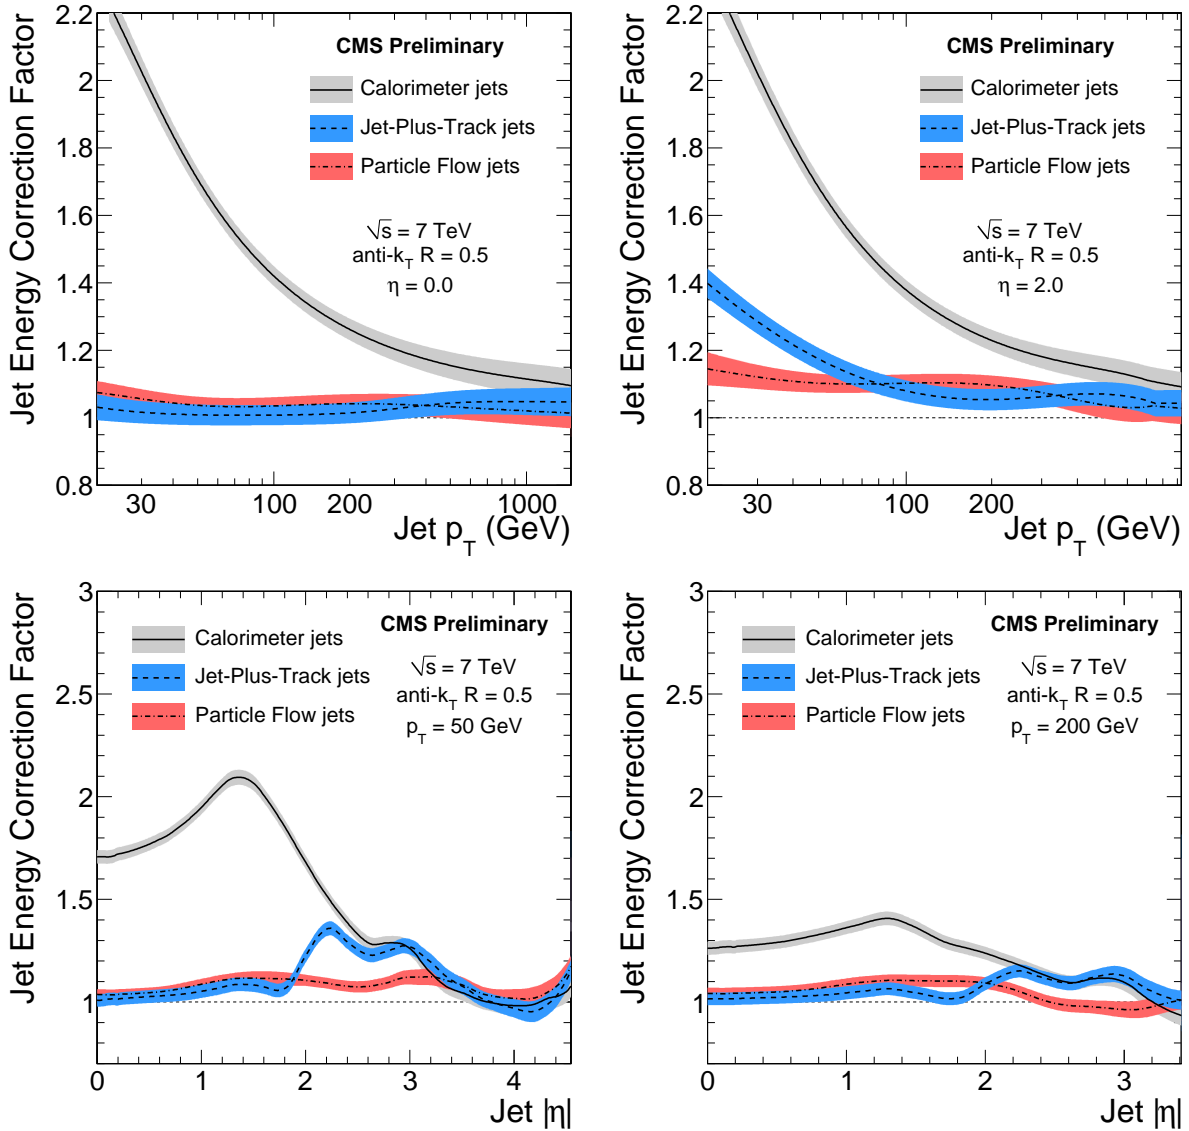 Jet Energy Correction Factor
2.2
2
1.8
1.6
1.4
1.2
1
0.8
CMS Preliminary
Calorimeter jets
Jet-Plus-Track jets
Particle Flow jets
√s = 7 TeV
anti-k_T R = 0.5
η = 0.0
30 100 200 1000
Jet p_T (GeV)
Jet Energy Correction Factor
2.2
2
1.8
1.6
1.4
1.2
1
0.8
CMS Preliminary
Calorimeter jets
Jet-Plus-Track jets
Particle Flow jets
√s = 7 TeV
anti-k_T R = 0.5
η = 2.0
30 100 200
Jet p_T (GeV)
Jet Energy Correction Factor
3
2.5
2
1.5
1
CMS Preliminary
Calorimeter jets
Jet-Plus-Track jets
Particle Flow jets
√s = 7 TeV
anti-k_T R = 0.5
p_T = 50 GeV
0 1 2 3 4
Jet |η|
Jet Energy Correction Factor
3
2.5
2
1.5
1
CMS Preliminary
Calorimeter jets
Jet-Plus-Track jets
Particle Flow jets
√s = 7 TeV
anti-k_T R = 0.5
p_T = 200 GeV
0 1 2 3
Jet |η|